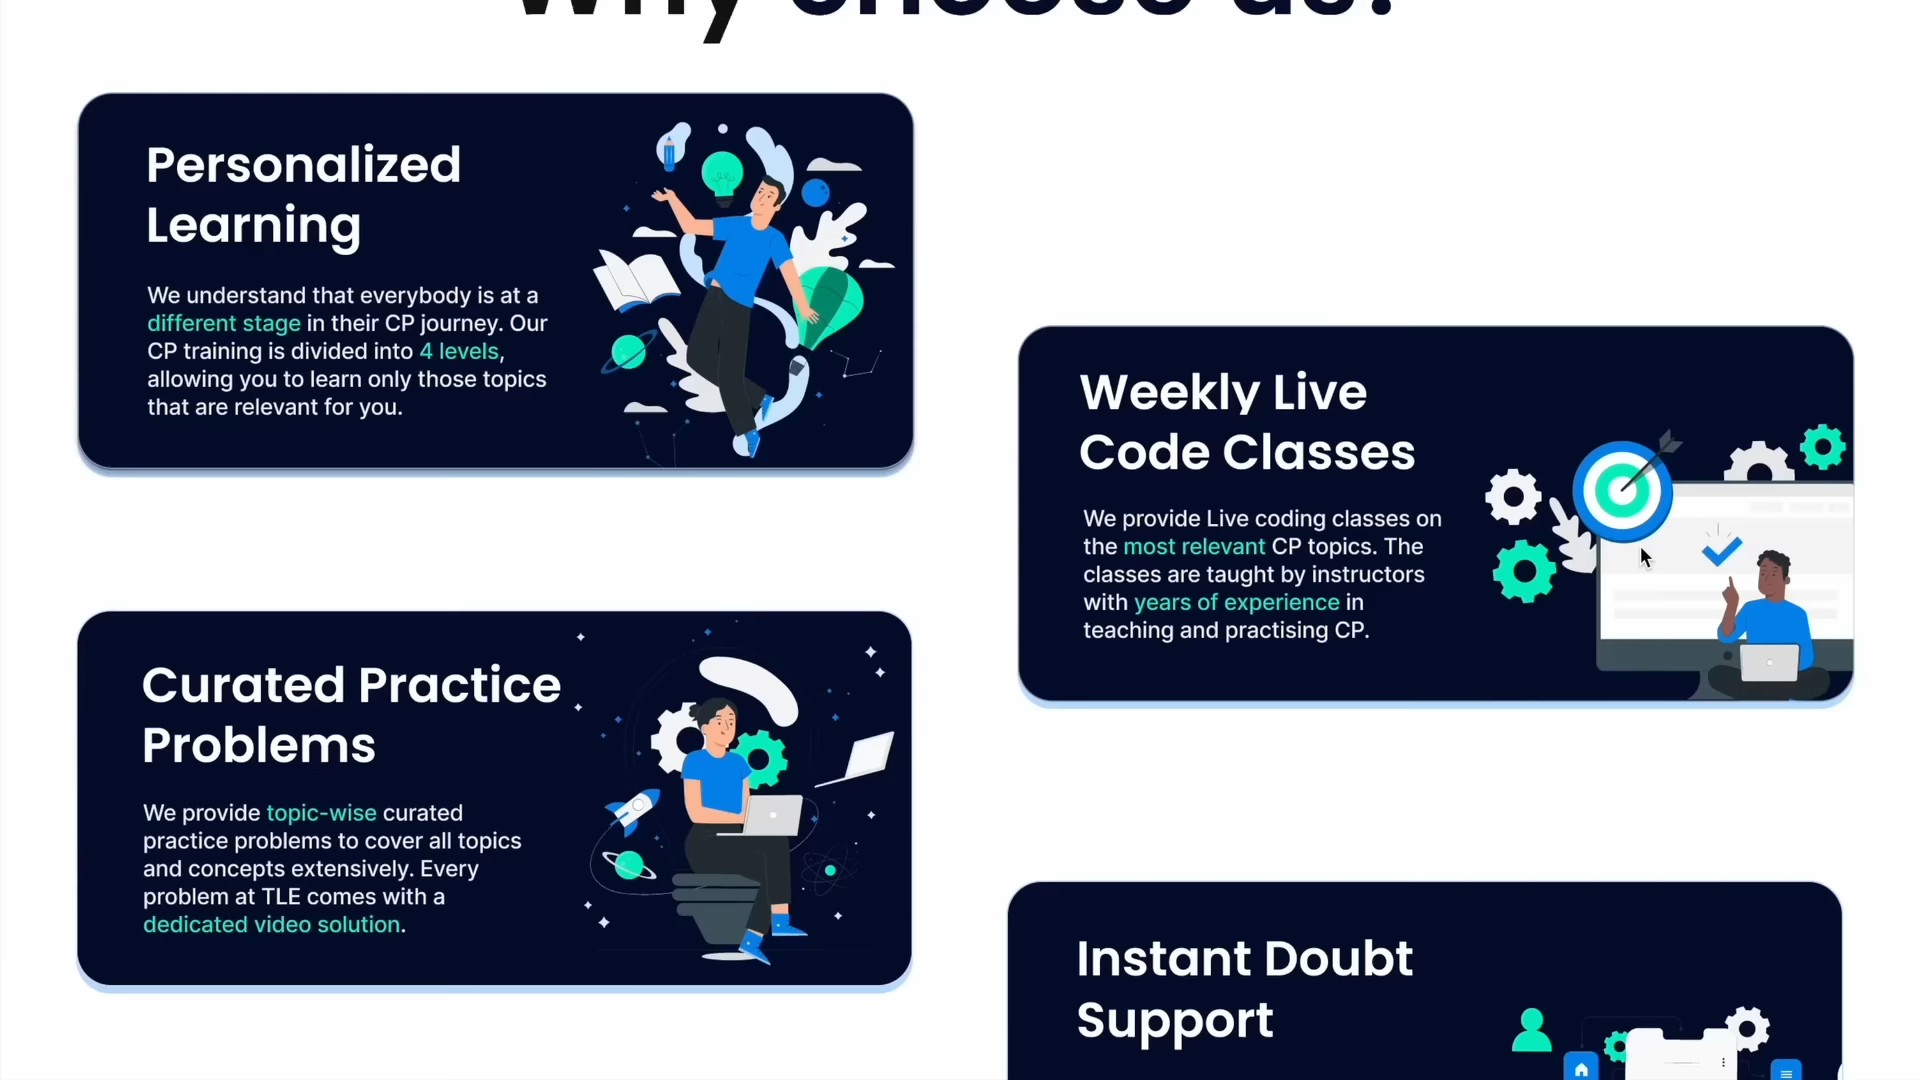 Why choose us?
Personalized
Learning
We understand that everybody is at a
different stage in their CP journey. Our
CP training is divided into 4 levels,
allowing you to learn only those topics
that are relevant for you.
Weekly Live
Code Classes
We provide Live coding classes on
the most relevant CP topics. The
classes are taught by instructors
with years of experience in
teaching and practising CP.
Curated Practice
Problems
We provide topic-wise curated
practice problems to cover all topics
and concepts extensively. Every
problem at TLE comes with a
dedicated video solution.
Instant Doubt
Support